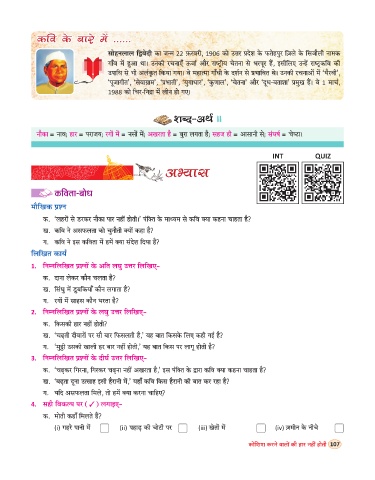 कवि के बारे में ......
सोहनलाल द्विवेदी का जन्म 22 फ़रवरी, 1906 को उत्तर प्रदेश के फतेहपुर ज़िले के बिंदकी नामक
गाँव में हुआ था। उनकी रचनाएँ ऊर्जा और राष्ट्रीय चेतना से भरपूर हैं, इसीलिए उन्हें राष्ट्रकवि की
उपाधि से भी अलंकृत किया गया। वे महात्मा गाँधी के दर्शन से प्रभावित थे। उनकी रचनाओं में 'भैरवी',
'पूजागीत', 'सेवाग्राम', 'प्रभाती', 'युगाधार', 'कुणाल', 'चेतना' और 'दूध-बताशा' प्रमुख हैं। वे 1 मार्च,
1988 को चिर-निद्रा में लीन हो गए।
शब्द-अर्थ
नौका = नाव; हार = पराजय; रगों में = नसों में; अखरता है = बुरा लगता है; सहज ही = आसानी से; संघर्ष = चेष्टा।
INT QUIZ
अभ्यास
कविता-बोध
मौखिक प्रश्न
क. 'लहरों से डरकर नौका पार नहीं होती।' पंक्ति के माध्यम से कवि क्या कहना चाहता है?
ख. कवि ने असफलता को चुनौती क्यों कहा है?
ग. कवि ने इस कविता में हमें क्या संदेश दिया है?
लिखित कार्य
1. निम्नलिखित प्रश्नों के अति लघु उत्तर लिखिए–
क. दाना लेकर कौन चलता है?
ख. सिंधु में डुबकियाँ कौन लगाता है?
ग. रगों में साहस कौन भरता है?
2. निम्नलिखित प्रश्नों के लघु उत्तर लिखिए–
क. किसकी हार नहीं होती?
ख. 'चढ़ती दीवारों पर सौ बार फिसलती है,' यह बात किसके लिए कही गई है?
ग. 'मुट्ठी उसकी खाली हर बार नहीं होती,' यह बात किस पर लागू होती है?
3. निम्नलिखित प्रश्नों के दीर्घ उत्तर लिखिए–
क. 'चढ़कर गिरना, गिरकर चढ़ना नहीं अखरता है,' इस पंक्ति के द्वारा कवि क्या कहना चाहता है?
ख. 'बढ़ता दूना उत्साह इसी हैरानी में,' यहाँ कवि किस हैरानी की बात कर रहा है?
ग. यदि असफलता मिले, तो हमें क्या करना चाहिए?
4. सही विकल्प पर (✓) लगाइए–
क. मोती कहाँ मिलते हैं?
(i) गहरे पानी में (ii) पहाड़ की चोटी पर (iii) खेतों में (iv) ज़मीन के नीचे
कोशिश करने वालों की हार नहीं होती 107